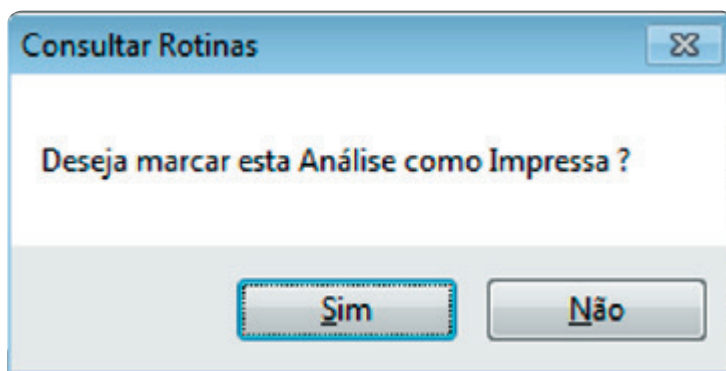 Consultar Rotinas
Deseja marcar esta Análise como Impressa ?
Sim Não